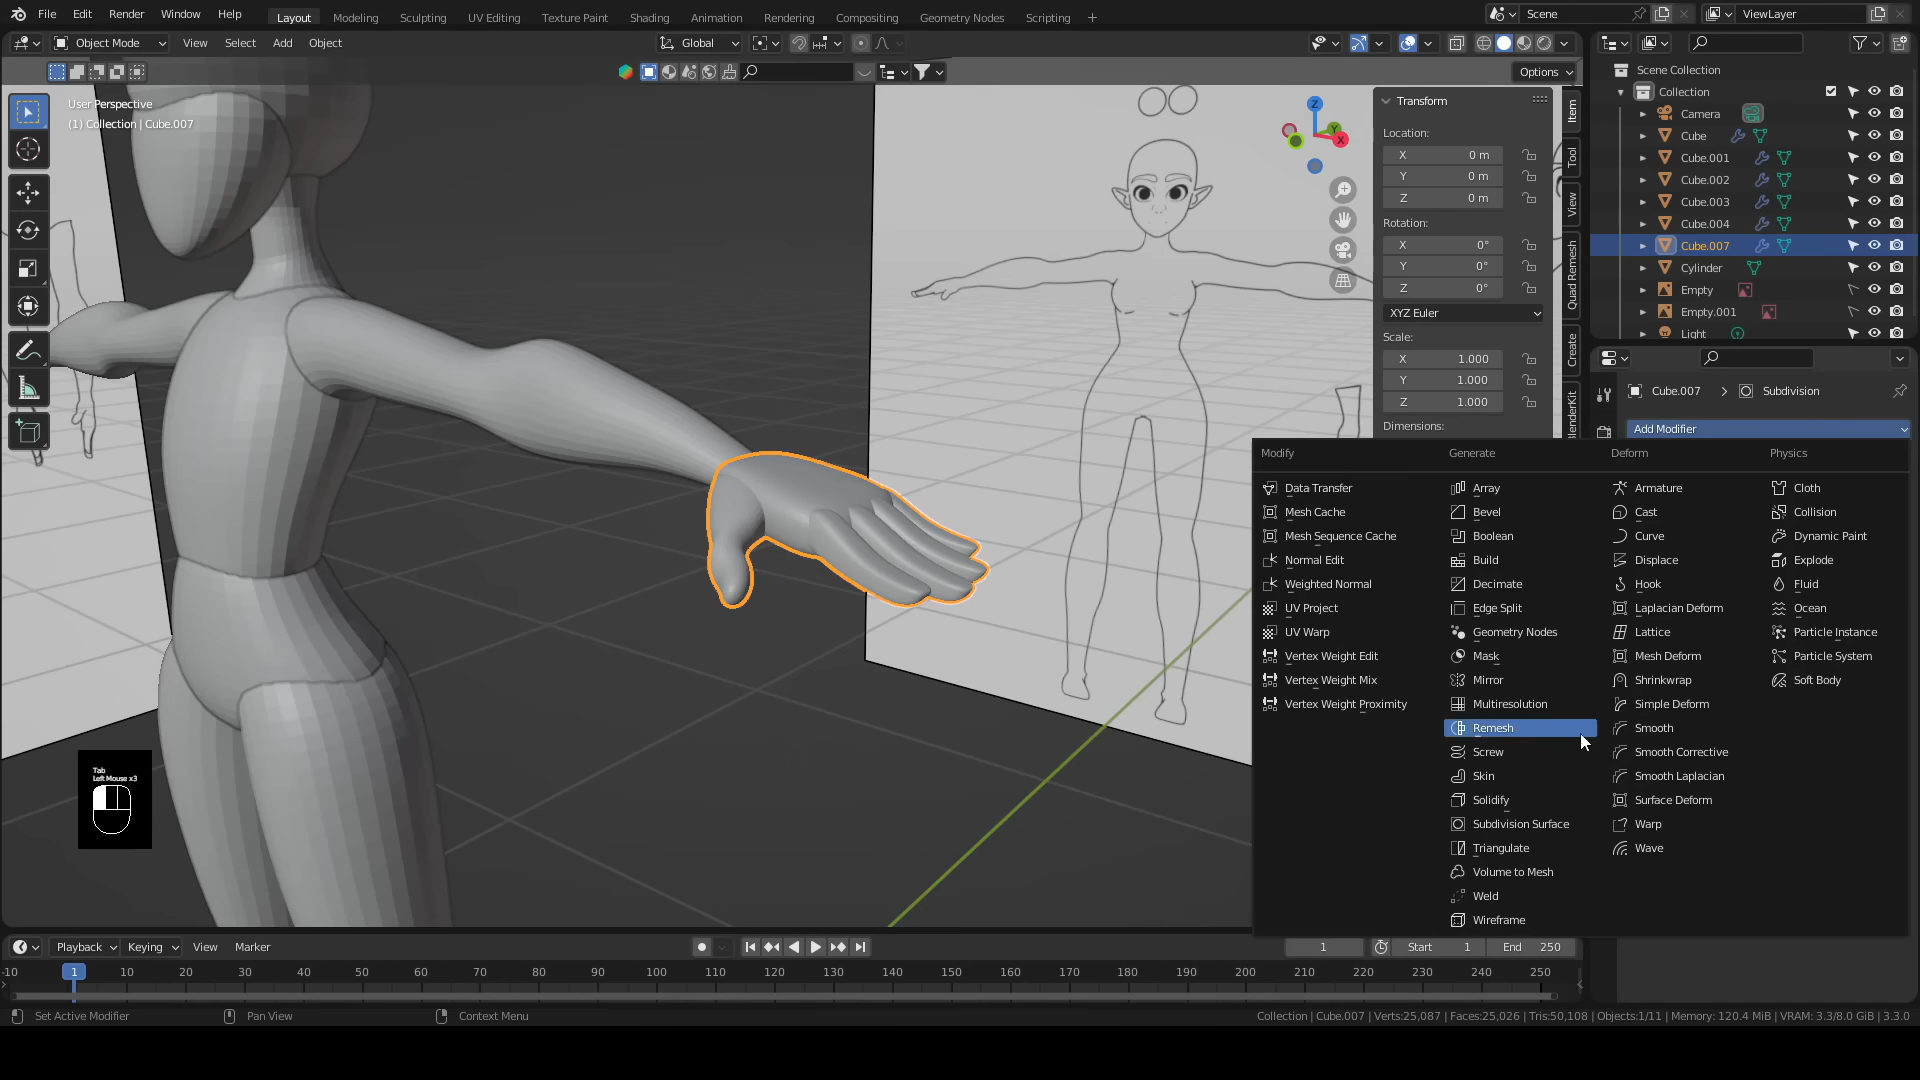 File Edit Render Window Help Layout Modeling Sculpting UV Editing Texture Paint Shading Animation Rendering Compositing Geometry Nodes Scripting + Scene ViewLayer
Object Mode View Select Add Object Global
Options
User Perspective
(1) Collection | Cube.007
Z
Y
X
Transform
Location:
X 0 m
Y 0 m
Z 0 m
Rotation:
X 0°
Y 0°
Z 0°
XYZ Euler
Scale:
X 1.000
Y 1.000
Z 1.000
Dimensions:
Item
Tool
View
Quad Remesh
Create
BlenderKit
Scene Collection
Collection
Camera
Cube
Cube.001
Cube.002
Cube.003
Cube.004
Cube.007
Cylinder
Empty
Empty.001
Light
Cube.007 > Subdivision
Add Modifier
Modify
Data Transfer
Mesh Cache
Mesh Sequence Cache
Normal Edit
Weighted Normal
UV Project
UV Warp
Vertex Weight Edit
Vertex Weight Mix
Vertex Weight Proximity
Generate
Array
Bevel
Boolean
Build
Decimate
Edge Split
Geometry Nodes
Mask
Mirror
Multiresolution
Remesh
Screw
Skin
Solidify
Subdivision Surface
Triangulate
Volume to Mesh
Weld
Wireframe
Deform
Armature
Cast
Curve
Displace
Hook
Laplacian Deform
Lattice
Mesh Deform
Shrinkwrap
Simple Deform
Smooth
Smooth Corrective
Smooth Laplacian
Surface Deform
Warp
Wave
Physics
Cloth
Collision
Dynamic Paint
Explode
Fluid
Ocean
Particle Instance
Particle System
Soft Body
Tab
Left Mouse x3
Playback Keying View Marker 1 Start 1 End 250
-10 1 10 20 30 40 50 60 70 80 90 100 110 120 130 140 150 160 170 180 190 200 210 220 230 240 250
Set Active Modifier Pan View Context Menu Collection | Cube.007 | Verts:25,087 | Faces:25,026 | Tris:50,108 | Objects:1/11 | Memory: 120.4 MiB | VRAM: 3.3/8.0 GiB | 3.3.0